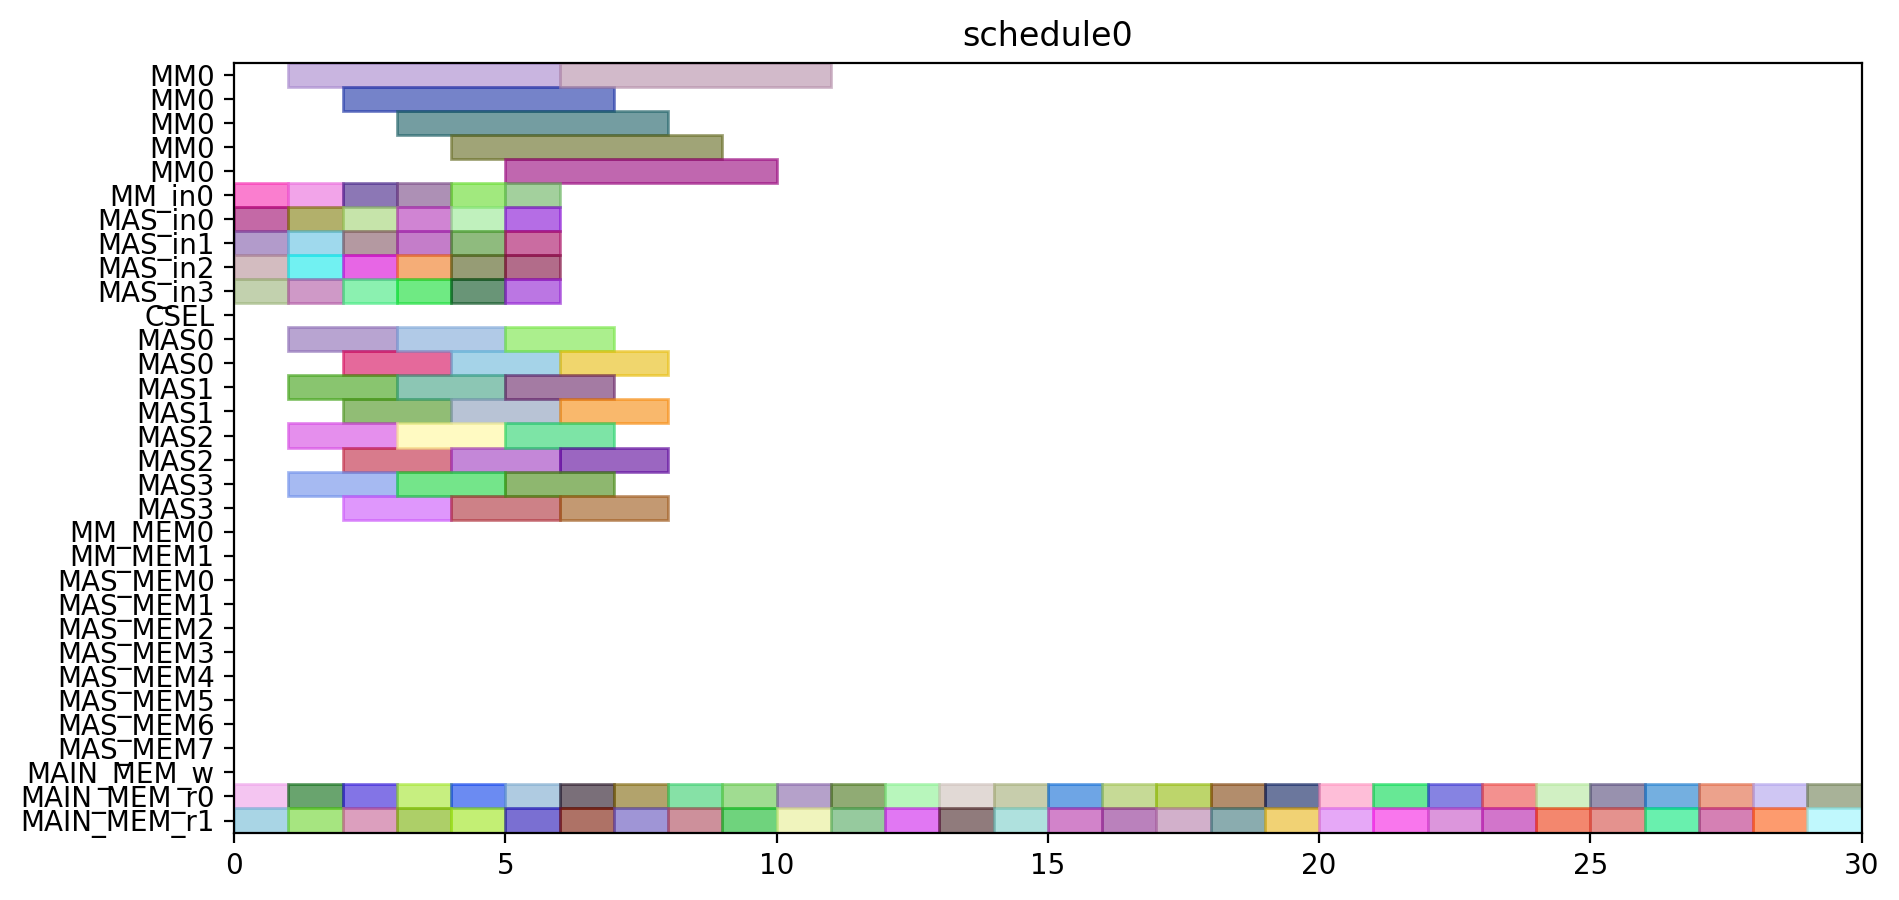 schedule0
MM0
MM0
MM0
MM0
MM0
MM_in0
MAS_in0
MAS_in1
MAS_in2
MAS_in3
CSEL
MAS0
MAS0
MAS1
MAS1
MAS2
MAS2
MAS3
MAS3
MM_MEM0
MM_MEM1
MAS_MEM0
MAS_MEM1
MAS_MEM2
MAS_MEM3
MAS_MEM4
MAS_MEM5
MAS_MEM6
MAS_MEM7
MAIN_MEM_w
MAIN_MEM_r0
MAIN_MEM_r1
0 5 10 15 20 25 30